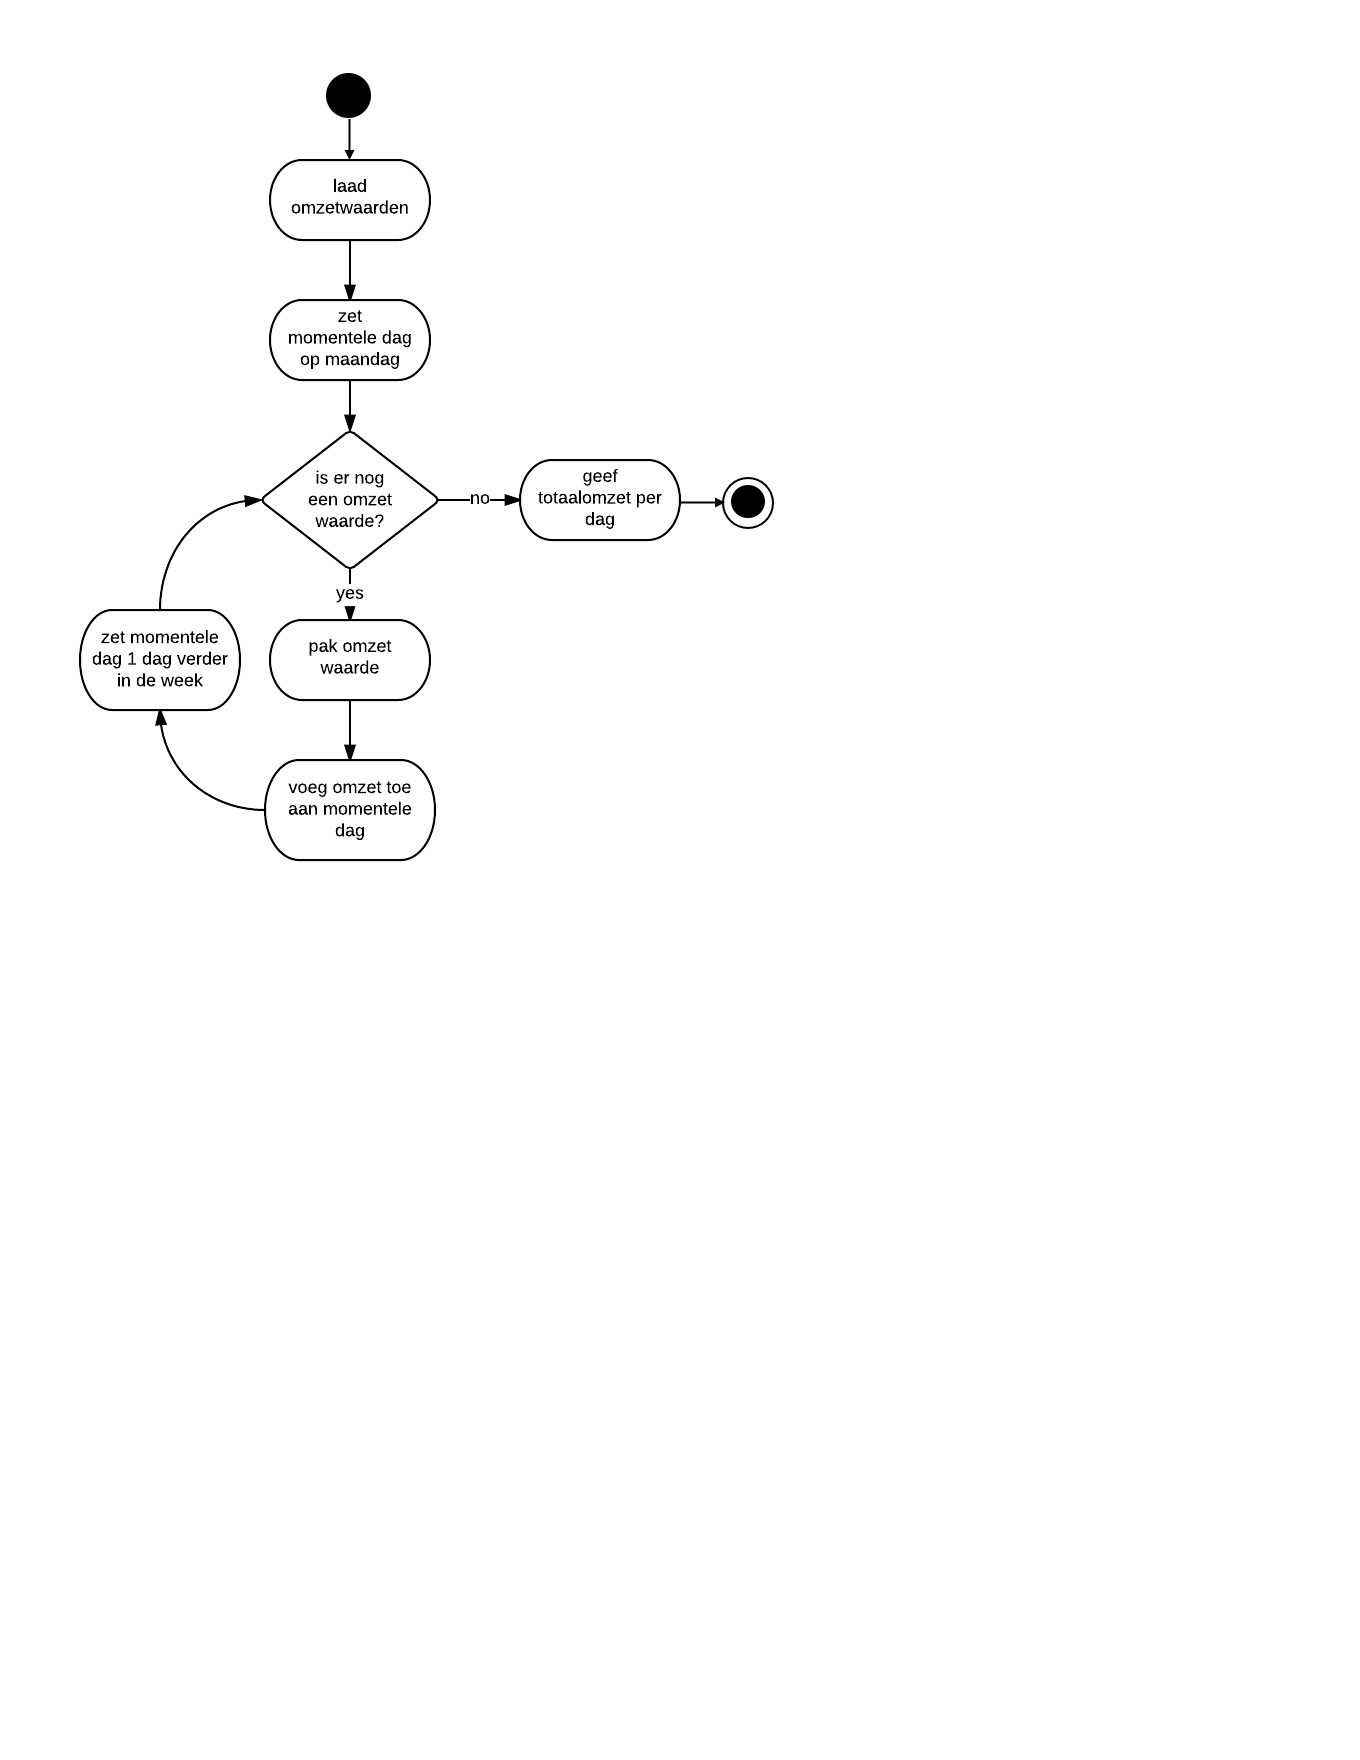 laad
omzetwaarden
zet
momentele dag
op maandag
is er nog
een omzet
waarde?
no
geef
totaalomzet per
dag
yes
pak omzet
waarde
zet momentele
dag 1 dag verder
in de week
voeg omzet toe
aan momentele
dag